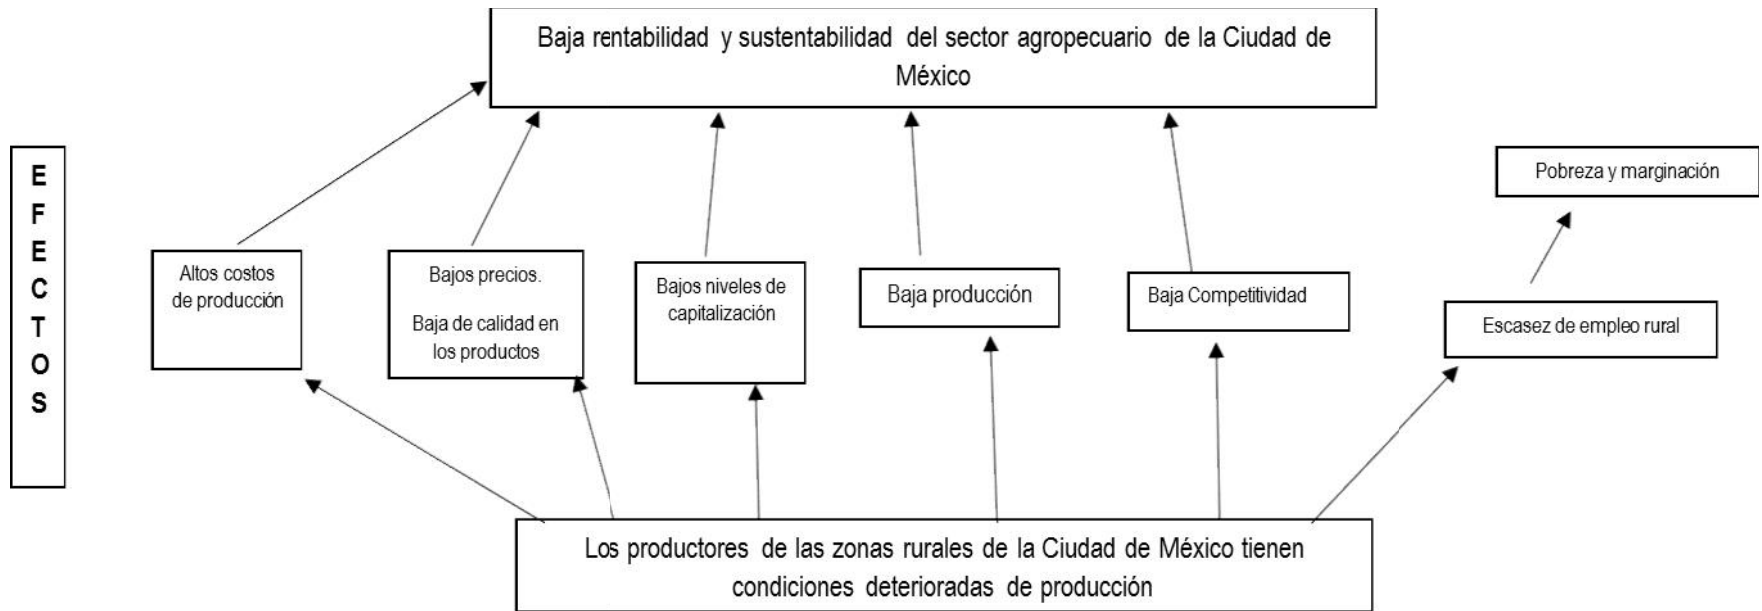 Baja rentabilidad y sustentabilidad del sector agropecuario de la Ciudad de
México
E
F
E
C
T
O
S
Pobreza y marginación
Altos costos
de producción
Bajos precios.
Baja de calidad en
los productos
Bajos niveles de
capitalización
Baja producción
Baja Competitividad
Escasez de empleo rural
Los productores de las zonas rurales de la Ciudad de México tienen
condiciones deterioradas de producción